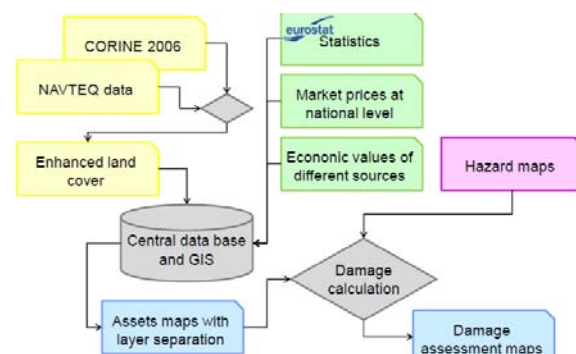 CORINE 2006
NAVTEQ data
Enhanced land
cover
eurostat
Statistics
Market prices at
national level
Econonic values of
different sources
Hazard maps
Central data base
and GIS
Damage
calculation
Assets maps with
layer separation
Damage
assessment maps